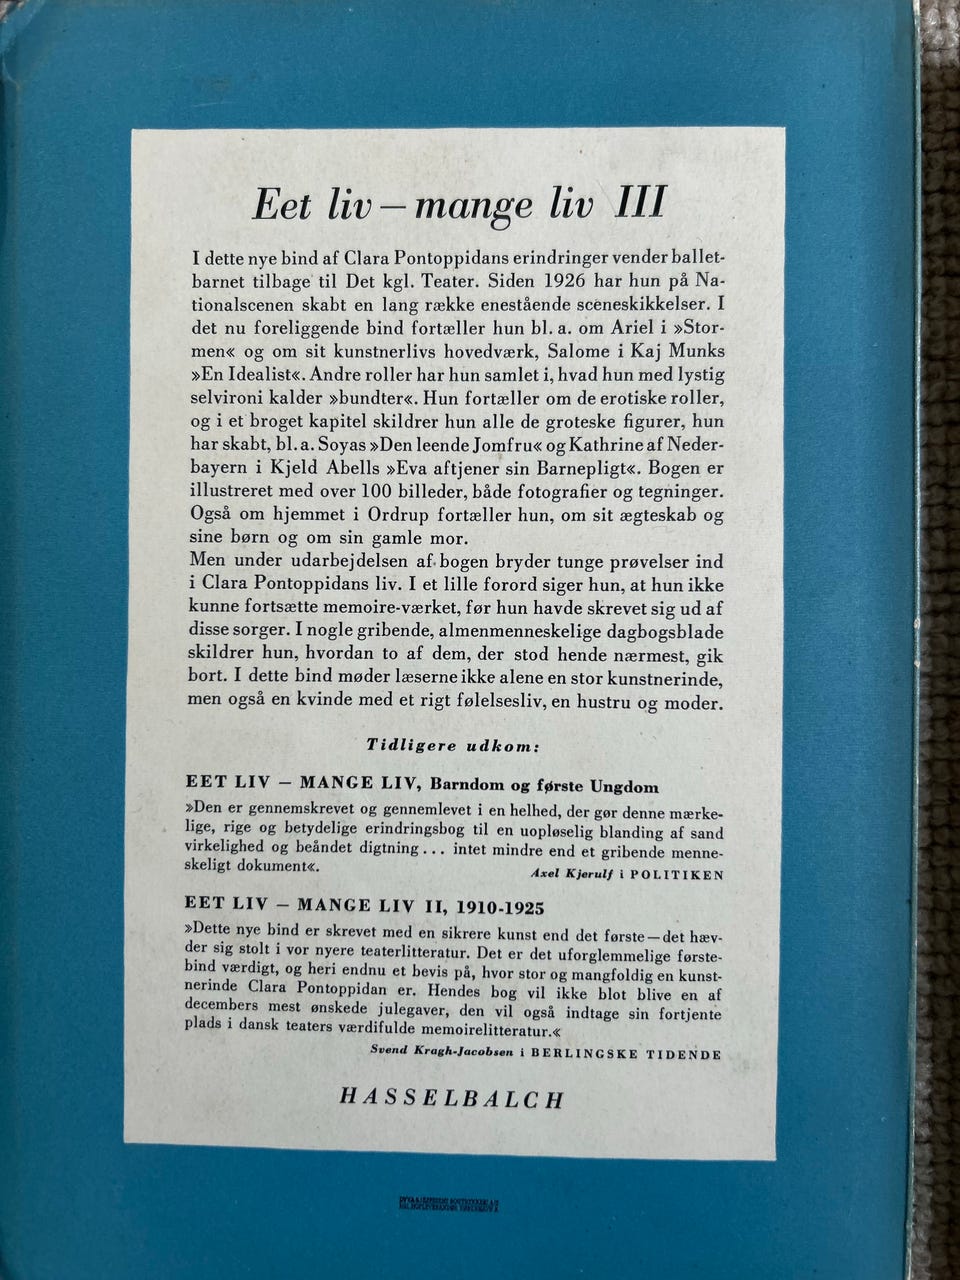 Eet liv – mange liv III
I dette nye bind af Clara Pontoppidans erindringer vender ballet-
barnet tilbage til Det kgl. Teater. Siden 1926 har hun på Na-
tionalscenen skabt en lang række enestående sceneskikkelser. I
det nu foreliggende bind fortæller hun bl. a. om Ariel i »Stor-
men« og om sit kunstnerlivs hovedværk, Salome i Kaj Munks
»En Idealist«. Andre roller har hun samlet i, hvad hun med lystig
selvironi kalder »bundter«. Hun fortæller om de erotiske roller,
og i et broget kapitel skildrer hun alle de groteske figurer, hun
har skabt, bl. a. Soyas »Den leende Jomfru« og Kathrine af Neder-
bayern i Kjeld Abells »Eva aftjener sin Barnepligt«. Bogen er
illustreret med over 100 billeder, både fotografier og tegninger.
Også om hjemmet i Ordrup fortæller hun, om sit ægteskab og
sine børn og om sin gamle mor.
Men under udarbejdelsen af bogen bryder tunge prøvelser ind
i Clara Pontoppidans liv. I et lille forord siger hun, at hun ikke
kunne fortsætte memoire-værket, før hun havde skrevet sig ud af
disse sorger. I nogle gribende, almenmenneskelige dagbogsblade
skildrer hun, hvordan to af dem, der stod hende nærmest, gik
bort. I dette bind møder læserne ikke alene en stor kunstnerinde,
men også en kvinde med et rigt følelsesliv, en hustru og moder.
Tidligere udkom:
EET LIV – MANGE LIV, Barndom og første Ungdom
»Den er gennemskrevet og gennemlevet i en helhed, der gør denne mærke-
lige, rige og betydelige erindringsbog til en uopløselig blanding af sand
virkelighed og beåndet digtning ... intet mindre end et gribende menne-
skeligt dokument«.
Axel Kjerulf i POLITIKEN
EET LIV – MANGE LIV II, 1910-1925
»Dette nye bind er skrevet med en sikrere kunst end det første — det hæv-
der sig stolt i vor nyere teaterlitteratur. Det er det uforglemmelige første-
bind værdigt, og heri endnu et bevis på, hvor stor og mangfoldig en kunst-
nerinde Clara Pontoppidan er. Hendes bog vil ikke blot blive en af
decembers mest ønskede julegaver, den vil også indtage sin fortjente
plads i dansk teaters værdifulde memoirelitteratur.«
Svend Kragh-Jacobsen i BERLINGSKE TIDENDE
HASSELBALCH